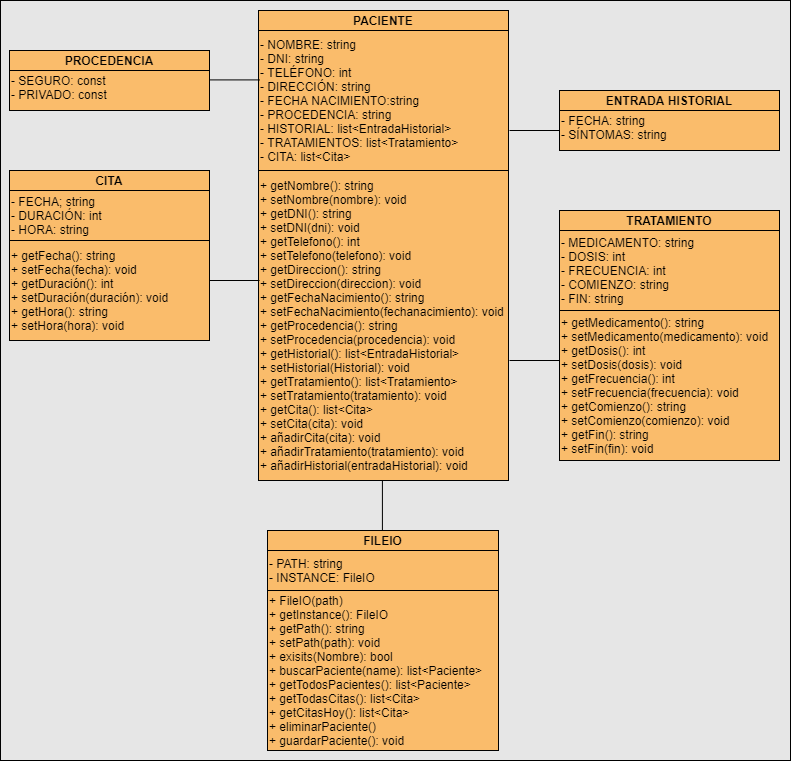 PROCEDENCIA
- SEGURO: const
- PRIVADO: const
CITA
- FECHA; string
- DURACIÓN: int
- HORA: string
+ getFecha(): string
+ setFecha(fecha): void
+ getDuración(): int
+ setDuración(duración): void
+ getHora(): string
+ setHora(hora): void
PACIENTE
- NOMBRE: string
- DNI: string
- TELÉFONO: int
- DIRECCIÓN: string
- FECHA NACIMIENTO:string
- PROCEDENCIA: string
- HISTORIAL: list<EntradaHistorial>
- TRATAMIENTOS: list<Tratamiento>
- CITA: list<Cita>
+ getNombre(): string
+ setNombre(nombre): void
+ getDNI(): string
+ setDNI(dni): void
+ getTelefono(): int
+ setTelefono(telefono): void
+ getDireccion(): string
+ setDireccion(direccion): void
+ getFechaNacimiento(): string
+ setFechaNacimiento(fechanacimiento): void
+ getProcedencia(): string
+ setProcedencia(procedencia): void
+ getHistorial(): list<EntradaHistorial>
+ setHistorial(Historial): void
+ getTratamiento(): list<Tratamiento>
+ setTratamiento(tratamiento): void
+ getCita(): list<Cita>
+ setCita(cita): void
+ añadirCita(cita): void
+ añadirTratamiento(tratamiento): void
+ añadirHistorial(entradaHistorial): void
ENTRADA HISTORIAL
- FECHA: string
- SÍNTOMAS: string
TRATAMIENTO
- MEDICAMENTO: string
- DOSIS: int
- FRECUENCIA: int
- COMIENZO: string
- FIN: string
+ getMedicamento(): string
+ setMedicamento(medicamento): void
+ getDosis(): int
+ setDosis(dosis): void
+ getFrecuencia(): int
+ setFrecuencia(frecuencia): void
+ getComienzo(): string
+ setComienzo(comienzo): void
+ getFin(): string
+ setFin(fin): void
FILEIO
- PATH: string
- INSTANCE: FileIO
+ FileIO(path)
+ getInstance(): FileIO
+ getPath(): string
+ setPath(path): void
+ exisits(Nombre): bool
+ buscarPaciente(name): list<Paciente>
+ getTodosPacientes(): list<Paciente>
+ getTodasCitas(): list<Cita>
+ getCitasHoy(): list<Cita>
+ eliminarPaciente()
+ guardarPaciente(): void